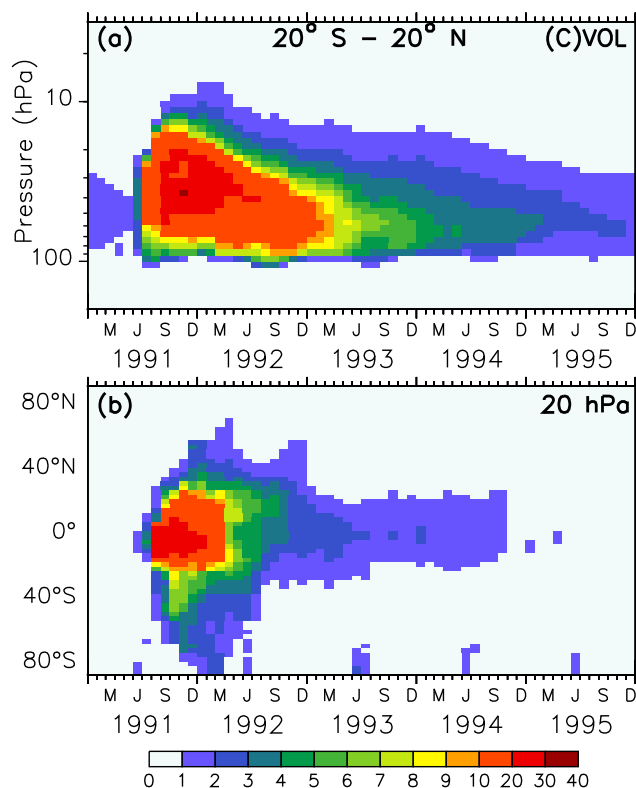 (a) 20° S – 20° N (C)VOL
Pressure (hPa)
10
100
M J S D M J S D M J S D M J S D M J S D
1991 1992 1993 1994 1995
(b) 20 hPa
80°N
40°N
0°
40°S
80°S
M J S D M J S D M J S D M J S D M J S D
1991 1992 1993 1994 1995
0 1 2 3 4 5 6 7 8 9 10 20 30 40